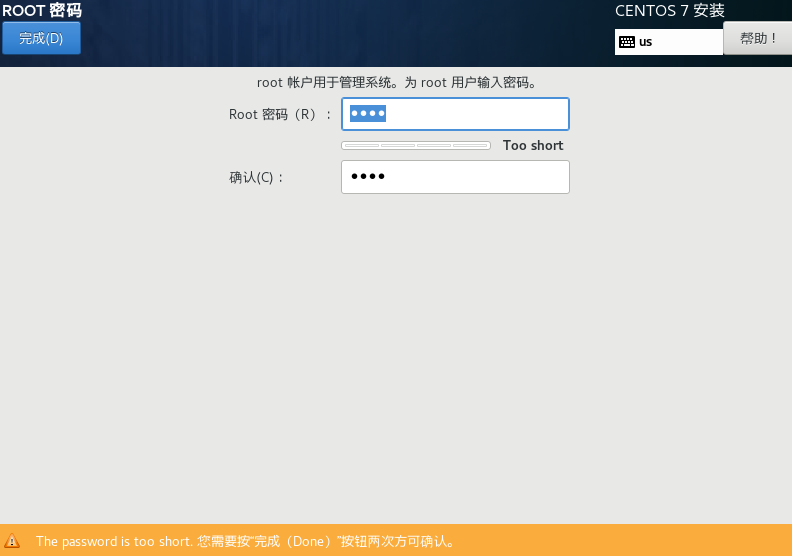 ROOT 密码
CENTOS 7 安装
完成(D)
us
帮助！
root 帐户用于管理系统。为 root 用户输入密码。
Root 密码（R）：
●●●●
Too short
确认(C)：
●●●●
The password is too short. 您需要按“完成（Done）”按钮两次方可确认。